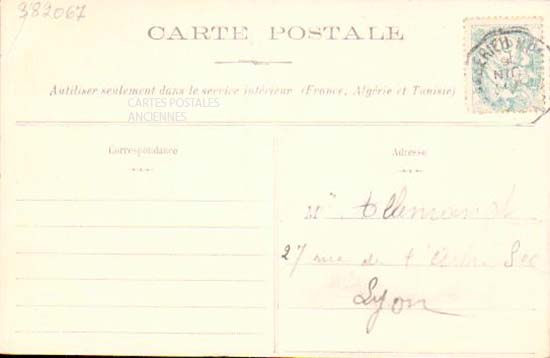 382067
CARTE POSTALE
A utiliser seulement dans le service intérieur (France, Algérie et Tunisie)
CARTES POSTALES
ANCIENNES
Correspondance
Adresse
27 rue de l'Arbre Sec
Lyon